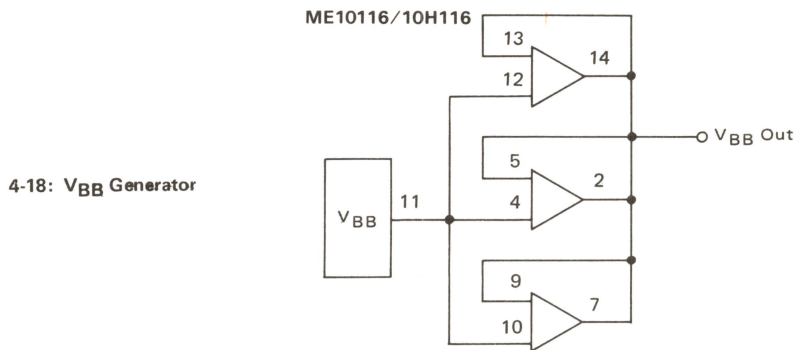 ME10116/10H116
13
14
12
V_BB Out
5
2
4-18: V_BB Generator
11
4
V_BB
9
7
10